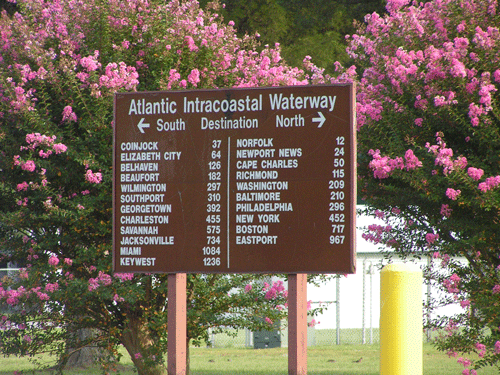 Atlantic Intracoastal Waterway
← South Destination North →
COINJOCK 37
ELIZABETH CITY 64
BELHAVEN 126
BEAUFORT 182
WILMINGTON 297
SOUTHPORT 310
GEORGETOWN 392
CHARLESTON 455
SAVANNAH 575
JACKSONVILLE 734
MIAMI 1084
KEYWEST 1236
NORFOLK 12
NEWPORT NEWS 24
CAPE CHARLES 50
RICHMOND 115
WASHINGTON 209
BALTIMORE 210
PHILADELPHIA 296
NEW YORK 452
BOSTON 717
EASTPORT 967